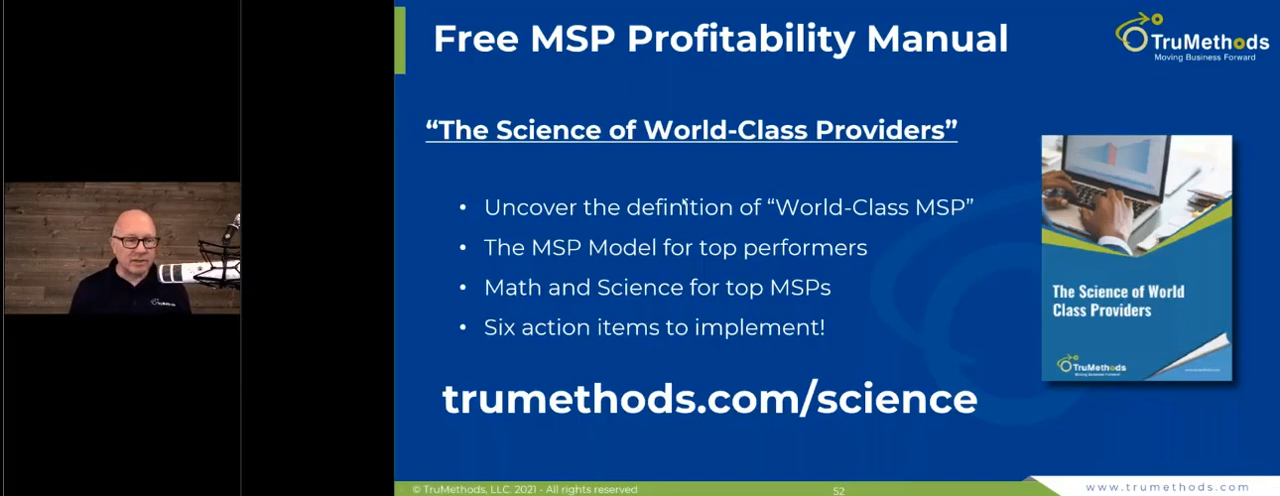 Free MSP Profitability Manual
TruMethods
Moving Business Forward
“The Science of World-Class Providers”
• Uncover the definition of “World-Class MSP”
• The MSP Model for top performers
• Math and Science for top MSPs
• Six action items to implement!
trumethods.com/science
The Science of World
Class Providers
TruMethods
Moving Business Forward
© TruMethods, LLC. 2021 - All rights reserved
52
www.trumethods.com